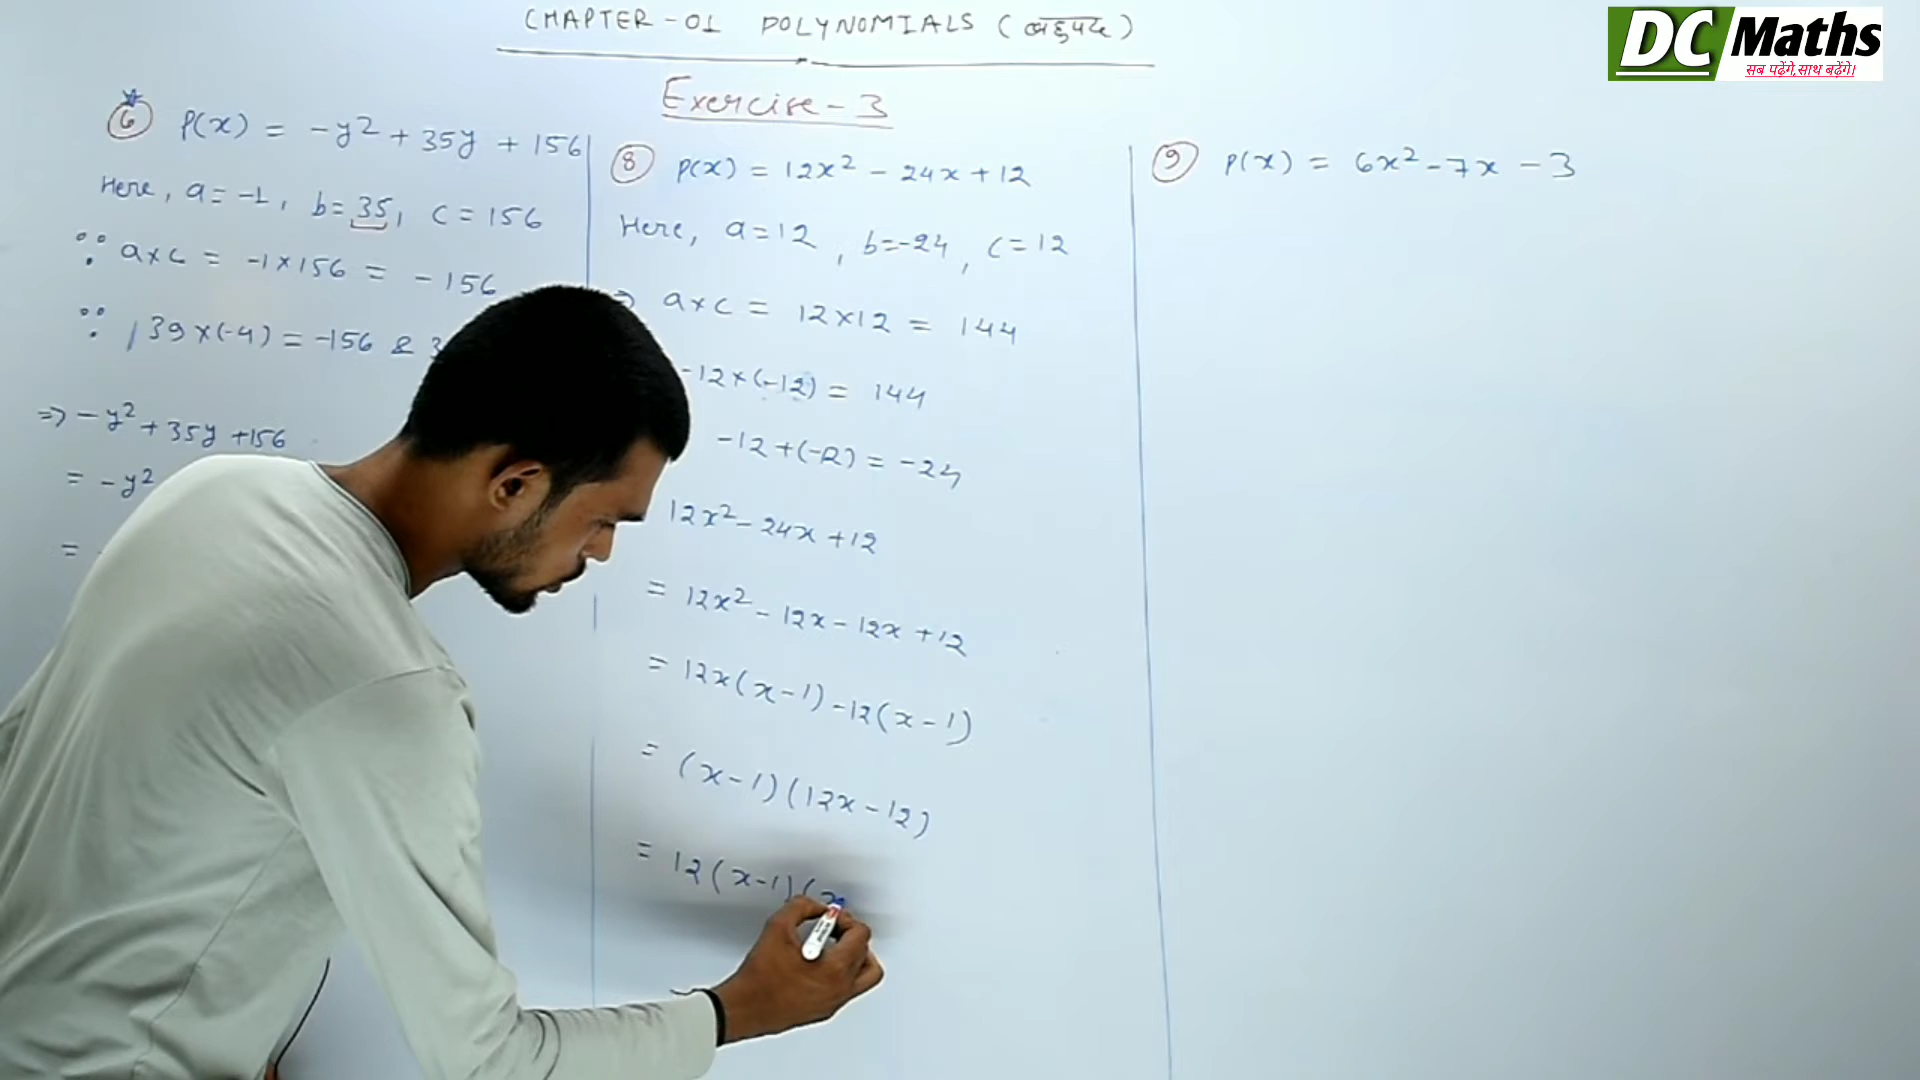 CHAPTER-01 POLYNOMIALS (बहुपद)
DC Maths
सब पढ़ेंगे, साथ बढ़ेंगे।
Exercise-3
6 P(x) = -y² + 35y + 156
Here, a = -1, b = 35, c = 156
∵ a×c = -1×156 = -156
∵ 39×(-4) = -156 & 3
⇒ -y² + 35y + 156
= -y²
=
8 P(x) = 12x² - 24x + 12
Here, a = 12, b = -24, c = 12
⇒ a×c = 12×12 = 144
-12×(-12) = 144
-12+(-12) = -24
12x² - 24x + 12
= 12x² - 12x - 12x + 12
= 12x(x-1) - 12(x-1)
= (x-1)(12x-12)
= 12(x-1)(x
9 P(x) = 6x² - 7x - 3